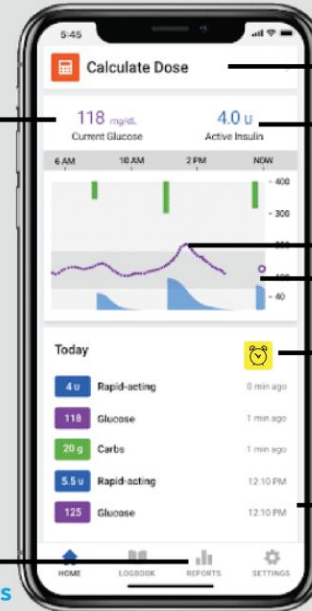 5:45
Calculate Dose
118 mg/dL
4.0 U
Current Glucose
Active Insulin
6 AM
10 AM
2 PM
NOW
400
300
40
Today
4 U Rapid-acting 0 min ago
118 Glucose 1 min ago
20 g Carbs 1 min ago
5.5 U Rapid-acting 12:10 PM
125 Glucose 12:10 PM
HOME
LOGBOOK
REPORTS
SETTINGS
s